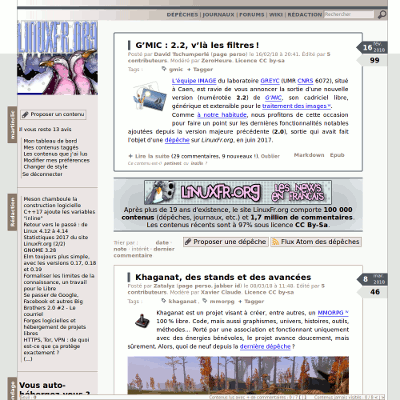 DÉPÊCHES | JOURNAUX | FORUMS | WIKI | RÉDACTION
Rechercher
LINUXFR.ORG
martinelle
Proposer un contenu
vous reste 13 avis
Mon tableau de bord
Mes contenus taggés
Les contenus que j'ai lus
Modifier mes préférences
Changer de style
Se déconnecter
Rédaction
Meson chamboule la
construction logicielle
C++17 ajoute les variables
"inline"
Retour vers le passé : de
Linux 4.12 à 4.14
Statistiques 2017 du site
LinuxFr.org (2/2)
GNOME 3.28
Elm toujours plus simple,
avec les versions 0.17, 0.18
et 0.19
Formaliser les limites de la
connaissance, un travail
pour le Libre
Se passer de Google,
Facebook et autres Big
Brothers 2.0 #2 – Le
courriel
Forges logicielles et
hébergement de projets
libres
HTTPS, Tor, VPN : de quoi
est-ce que ça protège
exactement ?
(...)
Vous auto-
hébergez-vous ?
G'MIC : 2.2, v'là les filtres !
Posté par David Tschumperlé (page perso) le 16/02/18 à 20:41. Édité par 5
contributeurs. Modéré par ZeroHeure. Licence CC by-sa
Tags :
gmic
+ Tagger
16
2018
99
L'équipe IMAGE du laboratoire GREYC (UMR CNRS 6072), situé
à Caen, est ravie de vous annoncer la sortie d'une nouvelle
version (numérotée 2.2) de G'MIC, son cadriciel libre,
générique et extensible pour le traitement des images.
Comme à notre habitude, nous profitons de cette occasion
pour faire un point sur les dernières fonctionnalités notables
ajoutées depuis la version majeure précédente (2.0), sortie qui avait fait
l'objet d'une dépêche sur LinuxFr.org, en juin 2017.
Lire la suite (29 commentaires, 9 nouveaux !). Oublier
Markdown
Epub
Ce contenu est pertinent ou inutile ?
LINUXFR.ORG
LES NEWS
EN TRAINS
Après plus de 19 ans d'existence, le site LinuxFr.org comporte 100 000
contenus (dépêches, journaux, etc.) et 1,7 million de commentaires.
Les contenus récents sont à 97% sous licence CC By-Sa.
Trier par : date -
note - intérêt - dernier
commentaire
Proposer une dépêche
Flux Atom des dépêches
Khaganat, des stands et des avancées
Posté par Zatalyz (page perso, jabber id) le 08/03/18 à 11:48. Édité par 5
contributeurs. Modéré par Xavier Claude. Licence CC by-sa
Tags :
khaganat, mmorpg + Tagger
8
mar.
2018
46
Khaganat est un projet visant à créer, entre autres, un MMORPG
100 % libre. Code, mais aussi graphismes, univers, histoires, outils,
méthodes… Porté par une association et fonctionnant uniquement
avec des énergies bénévoles, le projet avance doucement, mais
sûrement. Alors, quoi de neuf depuis la dernière dépêche ?